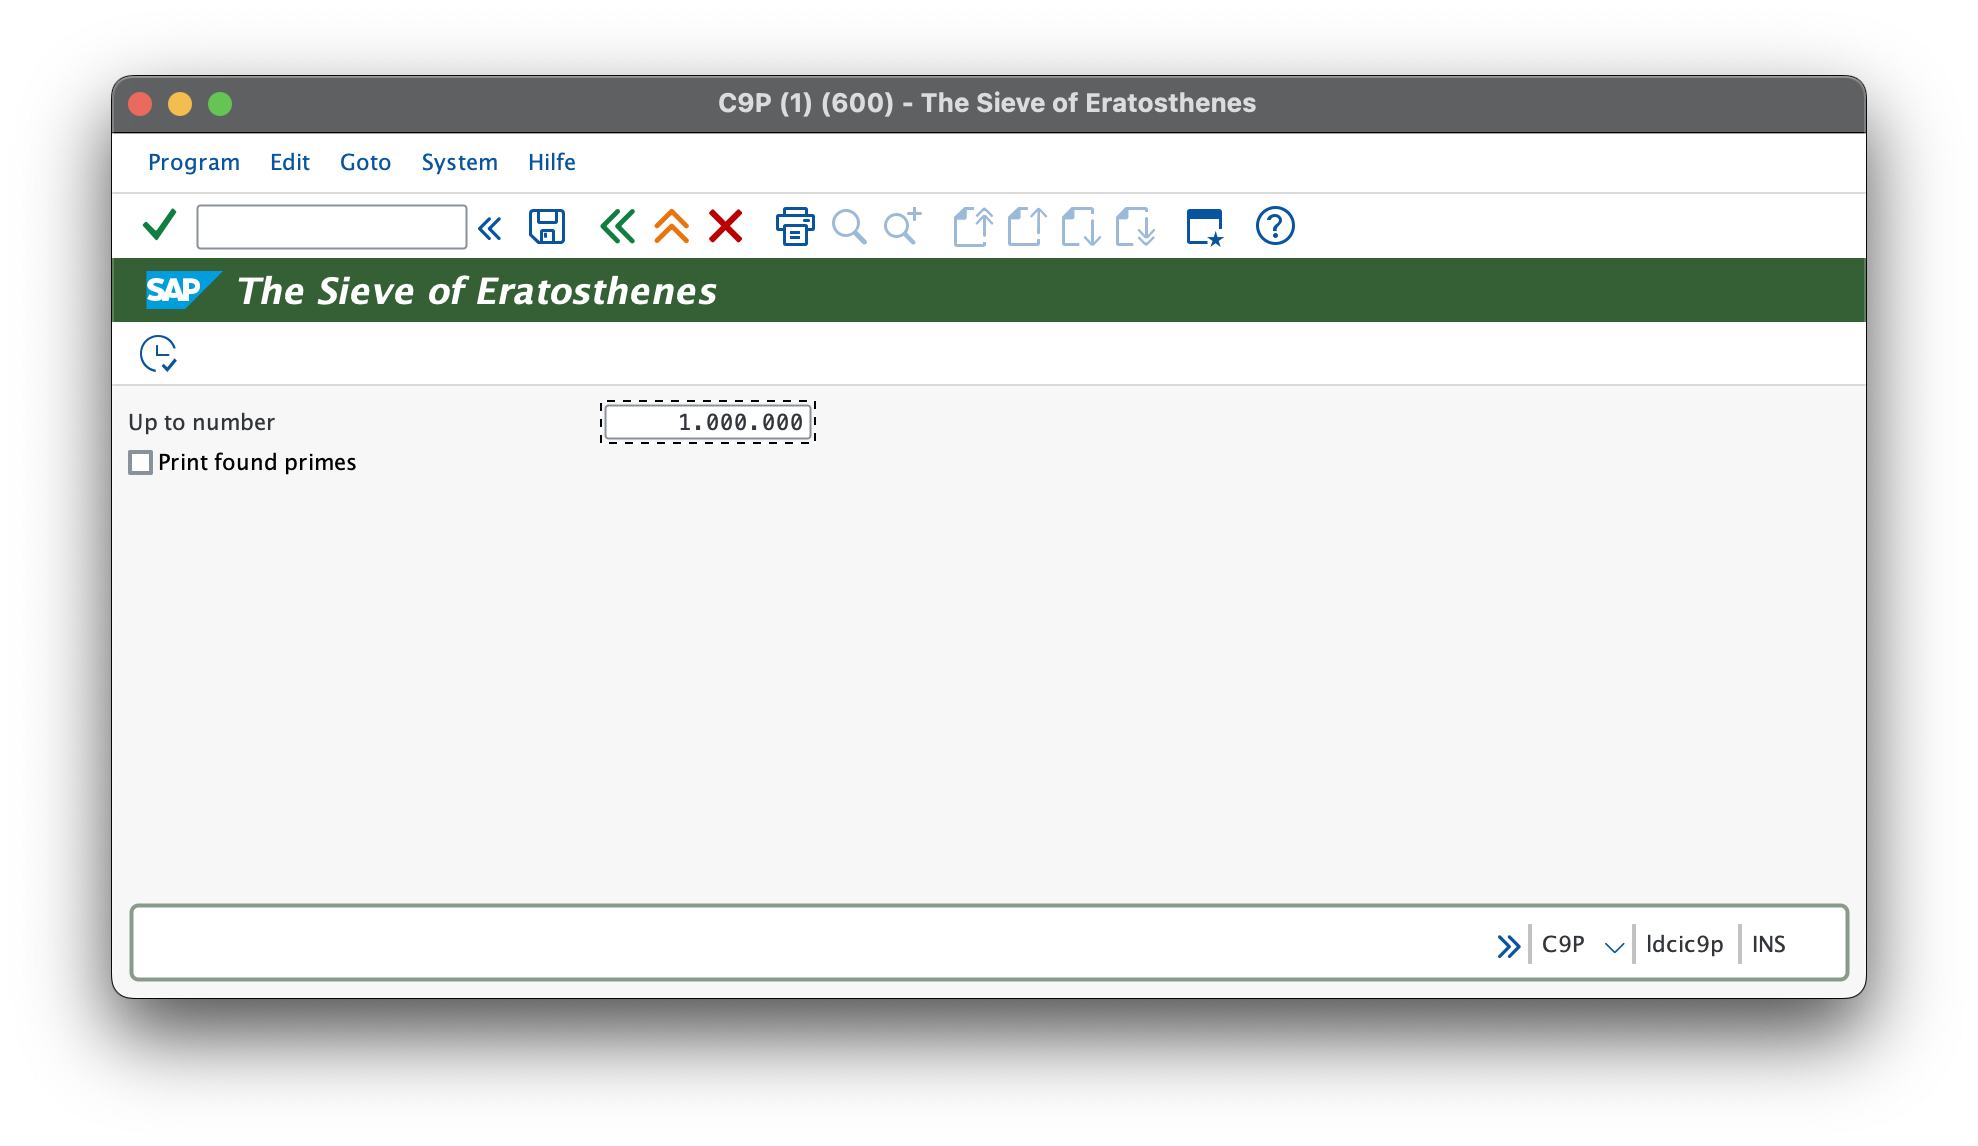 C9P (1) (600) - The Sieve of Eratosthenes
Program Edit Goto System Hilfe
SAP The Sieve of Eratosthenes
Up to number 1.000.000
Print found primes
C9P ldcic9p INS